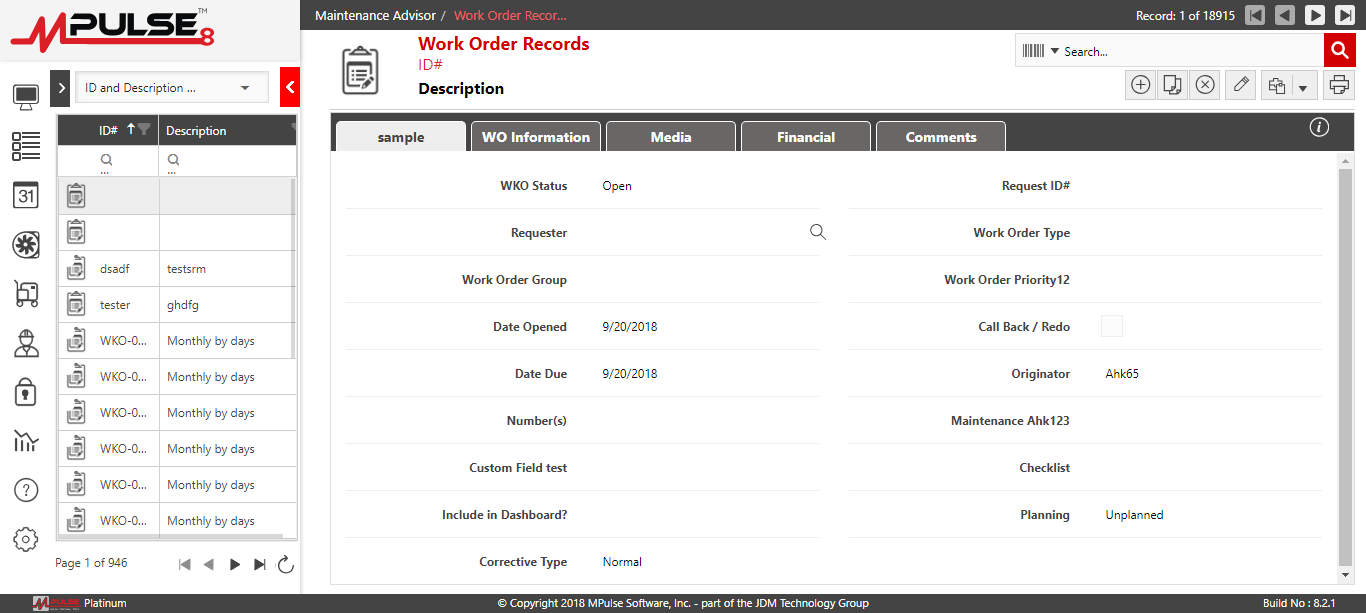 MPULSE 8 ™
Maintenance Advisor / Work Order Recor...
Record: 1 of 18915
Work Order Records
ID#
Description
Search...
ID and Description ...
ID# Description
... ...
dsadf testsrm
tester ghdfg
WKO-0... Monthly by days
WKO-0... Monthly by days
WKO-0... Monthly by days
WKO-0... Monthly by days
WKO-0... Monthly by days
WKO-0... Monthly by days
Page 1 of 946
31
?
sample WO Information Media Financial Comments
i
WKO Status Open Request ID#
Requester Work Order Type
Work Order Group Work Order Priority12
Date Opened 9/20/2018 Call Back / Redo
Date Due 9/20/2018 Originator Ahk65
Number(s) Maintenance Ahk123
Custom Field test Checklist
Include in Dashboard? Planning Unplanned
Corrective Type Normal
MPULSE Platinum
© Copyright 2018 MPulse Software, Inc. - part of the JDM Technology Group
Build No : 8.2.1